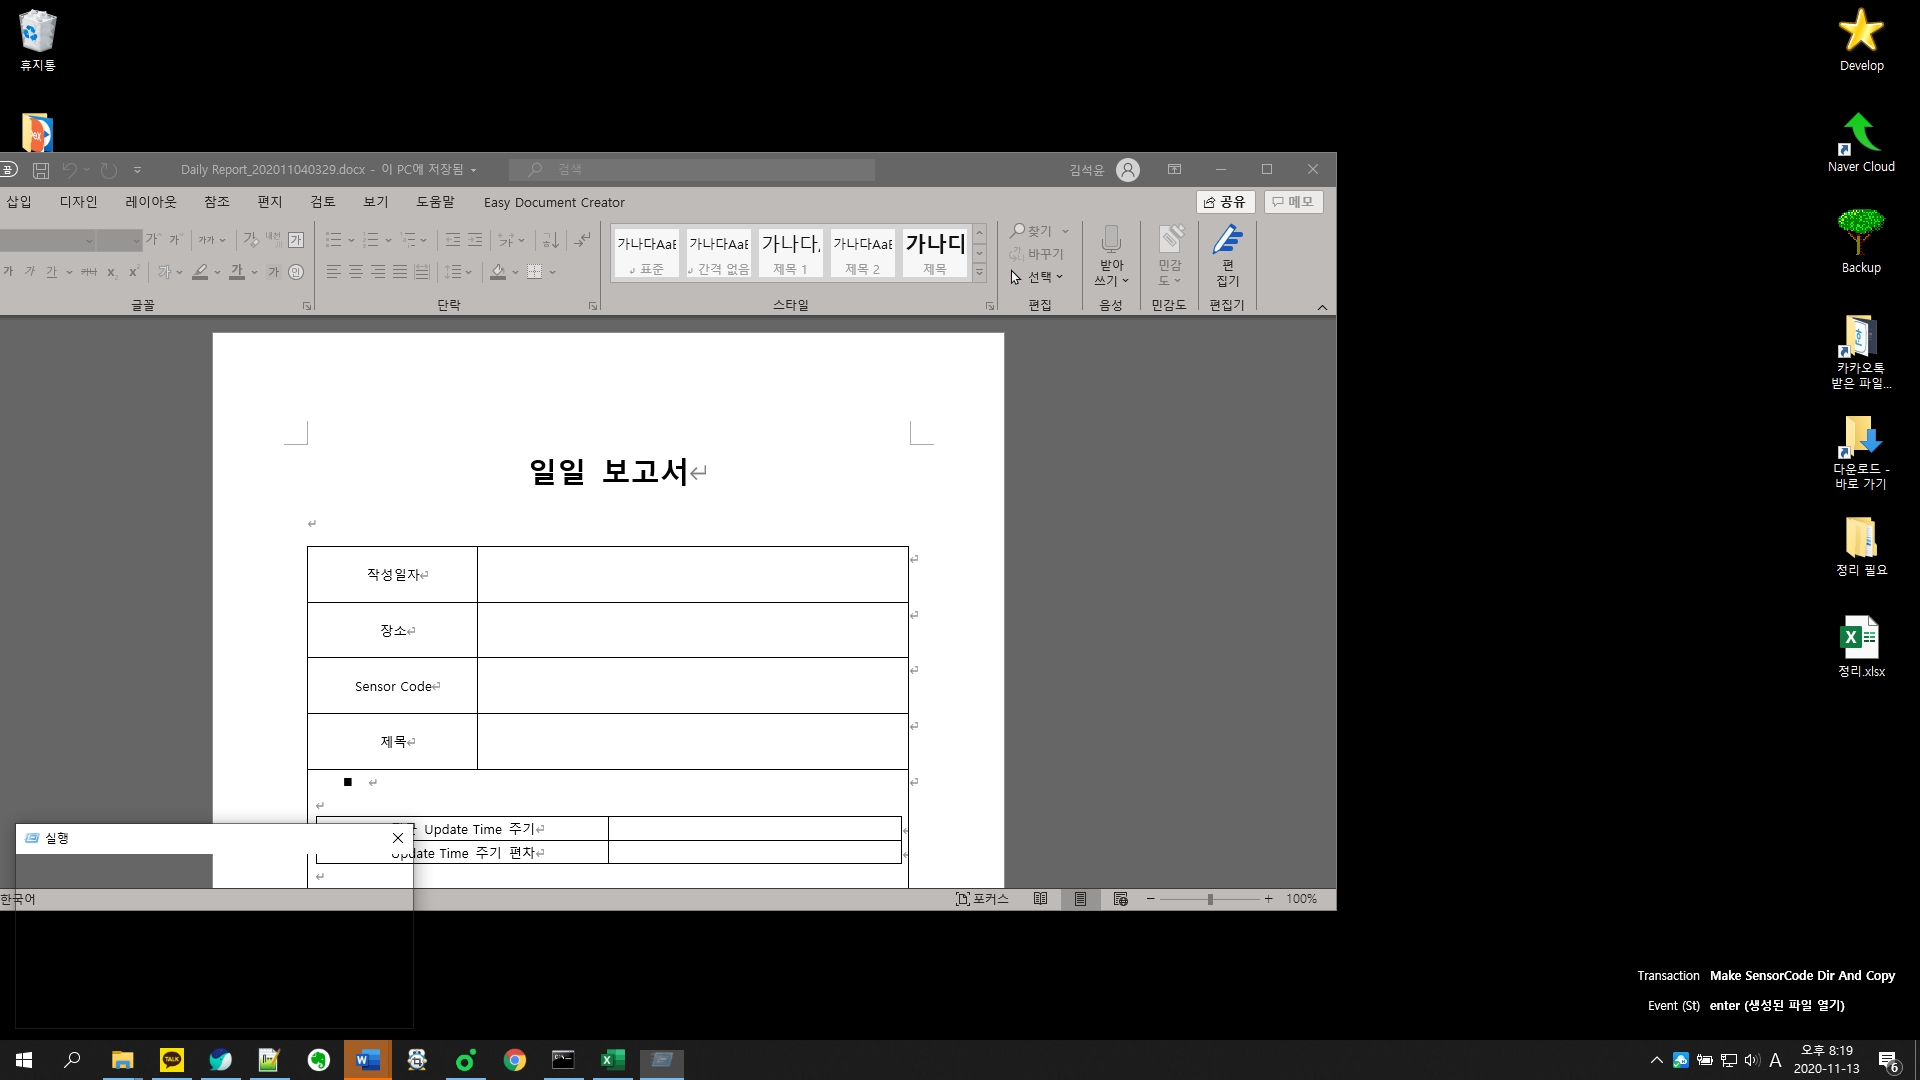 휴지통
Develop
Naver Cloud
Backup
카카오톡
받은 파일...
다운로드 -
바로 가기
정리 필요
정리.xlsx
Daily Report_202011040329.docx - 이 PC에 저장됨
검색
김석윤
삽입 디자인 레이아웃 참조 편지 검토 보기 도움말 Easy Document Creator
공유 메모
가나다AaB 가나다AaB 가나다, 가나다AaB 가나다
표준 간격 없음 제목 1 제목 2 제목
찾기
바꾸기
선택
받아
쓰기
민감
도
편
집기
글꼴 단락 스타일 편집 음성 민감도 편집기
일일 보고서
작성일자
장소
Sensor Code
제목
Update Time 주기
Update Time 주기 편차
실행
한국어
포커스
100%
Transaction Make SensorCode Dir And Copy
Event (St) enter (생성된 파일 열기)
TALK
A
오후 8:19
2020-11-13
6